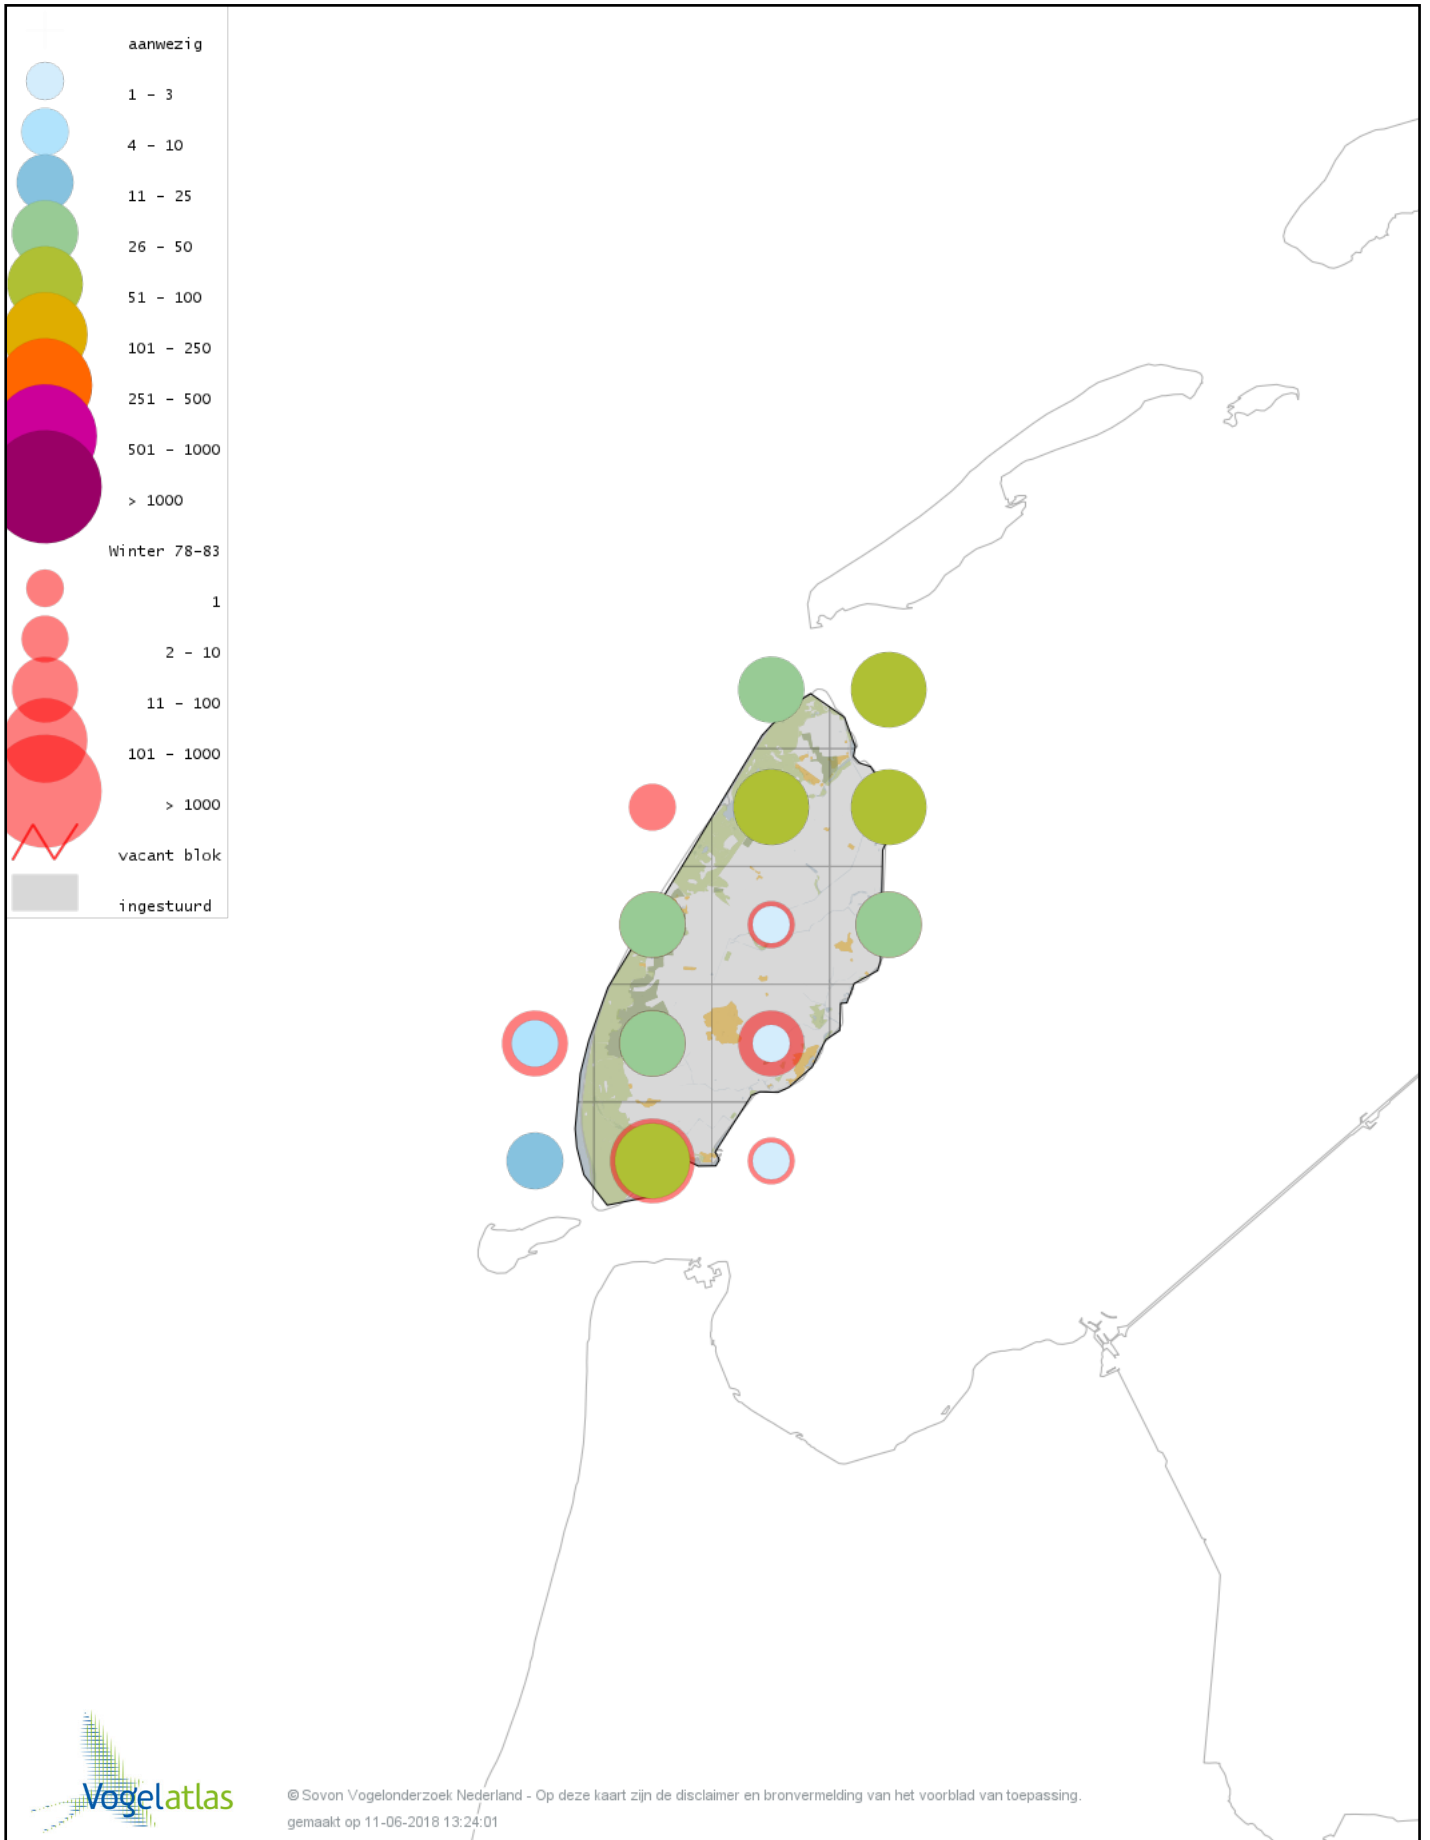 aanwezig
1 - 3
4 - 10
11 - 25
26 - 50
51 - 100
101 - 250
251 - 500
501 - 1000
> 1000
Winter 78-83
1
2 - 10
11 - 100
101 - 1000
> 1000
vacant blok
ingestuurd
Vogelatlas
© Sovon Vogelonderzoek Nederland - Op deze kaart zijn de disclaimer en bronvermelding van het voorblad van toepassing.
gemaakt op 11-06-2018 13:24:01